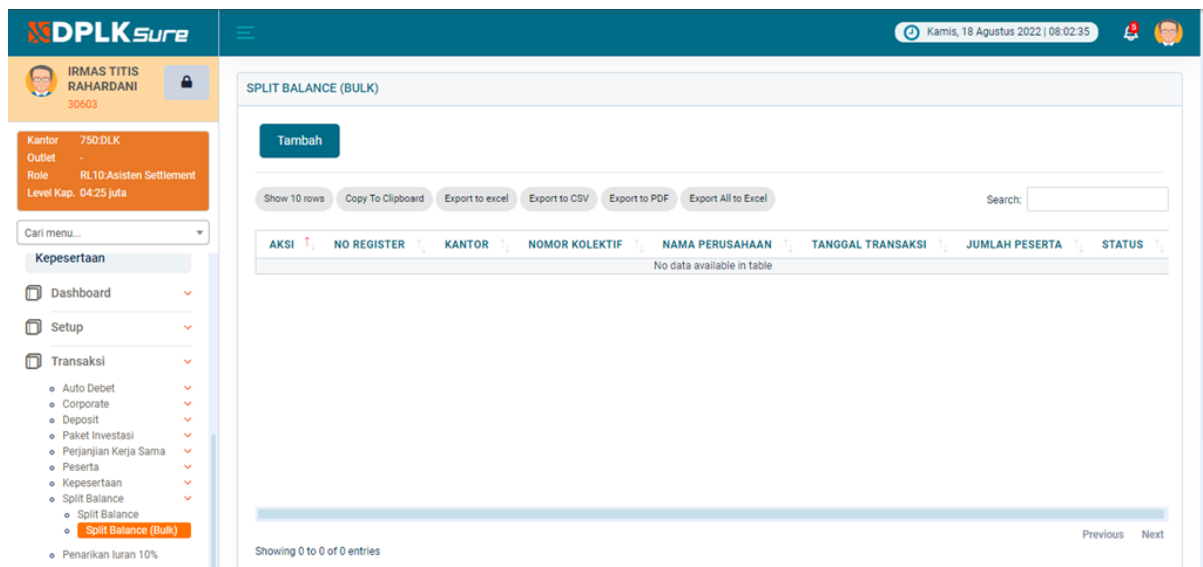 DPLKSure
Kamis, 18 Agustus 2022 | 08:02:35
5
IRMAS TITIS
RAHARDANI
30603
Kantor 750:DLK
Outlet -
Role RL10:Asisten Settlement
Level Kap. 04:25 juta
Cari menu...
Kepesertaan
Dashboard
Setup
Transaksi
Auto Debet
Corporate
Deposit
Paket Investasi
Perjanjian Kerja Sama
Peserta
Kepesertaan
Split Balance
Split Balance
Split Balance (Bulk)
Penarikan Iuran 10%
SPLIT BALANCE (BULK)
Tambah
Show 10 rows Copy To Clipboard Export to excel Export to CSV Export to PDF Export All to Excel Search:
AKSI NO REGISTER KANTOR NOMOR KOLEKTIF NAMA PERUSAHAAN TANGGAL TRANSAKSI JUMLAH PESERTA STATUS
No data available in table
Previous Next
Showing 0 to 0 of 0 entries